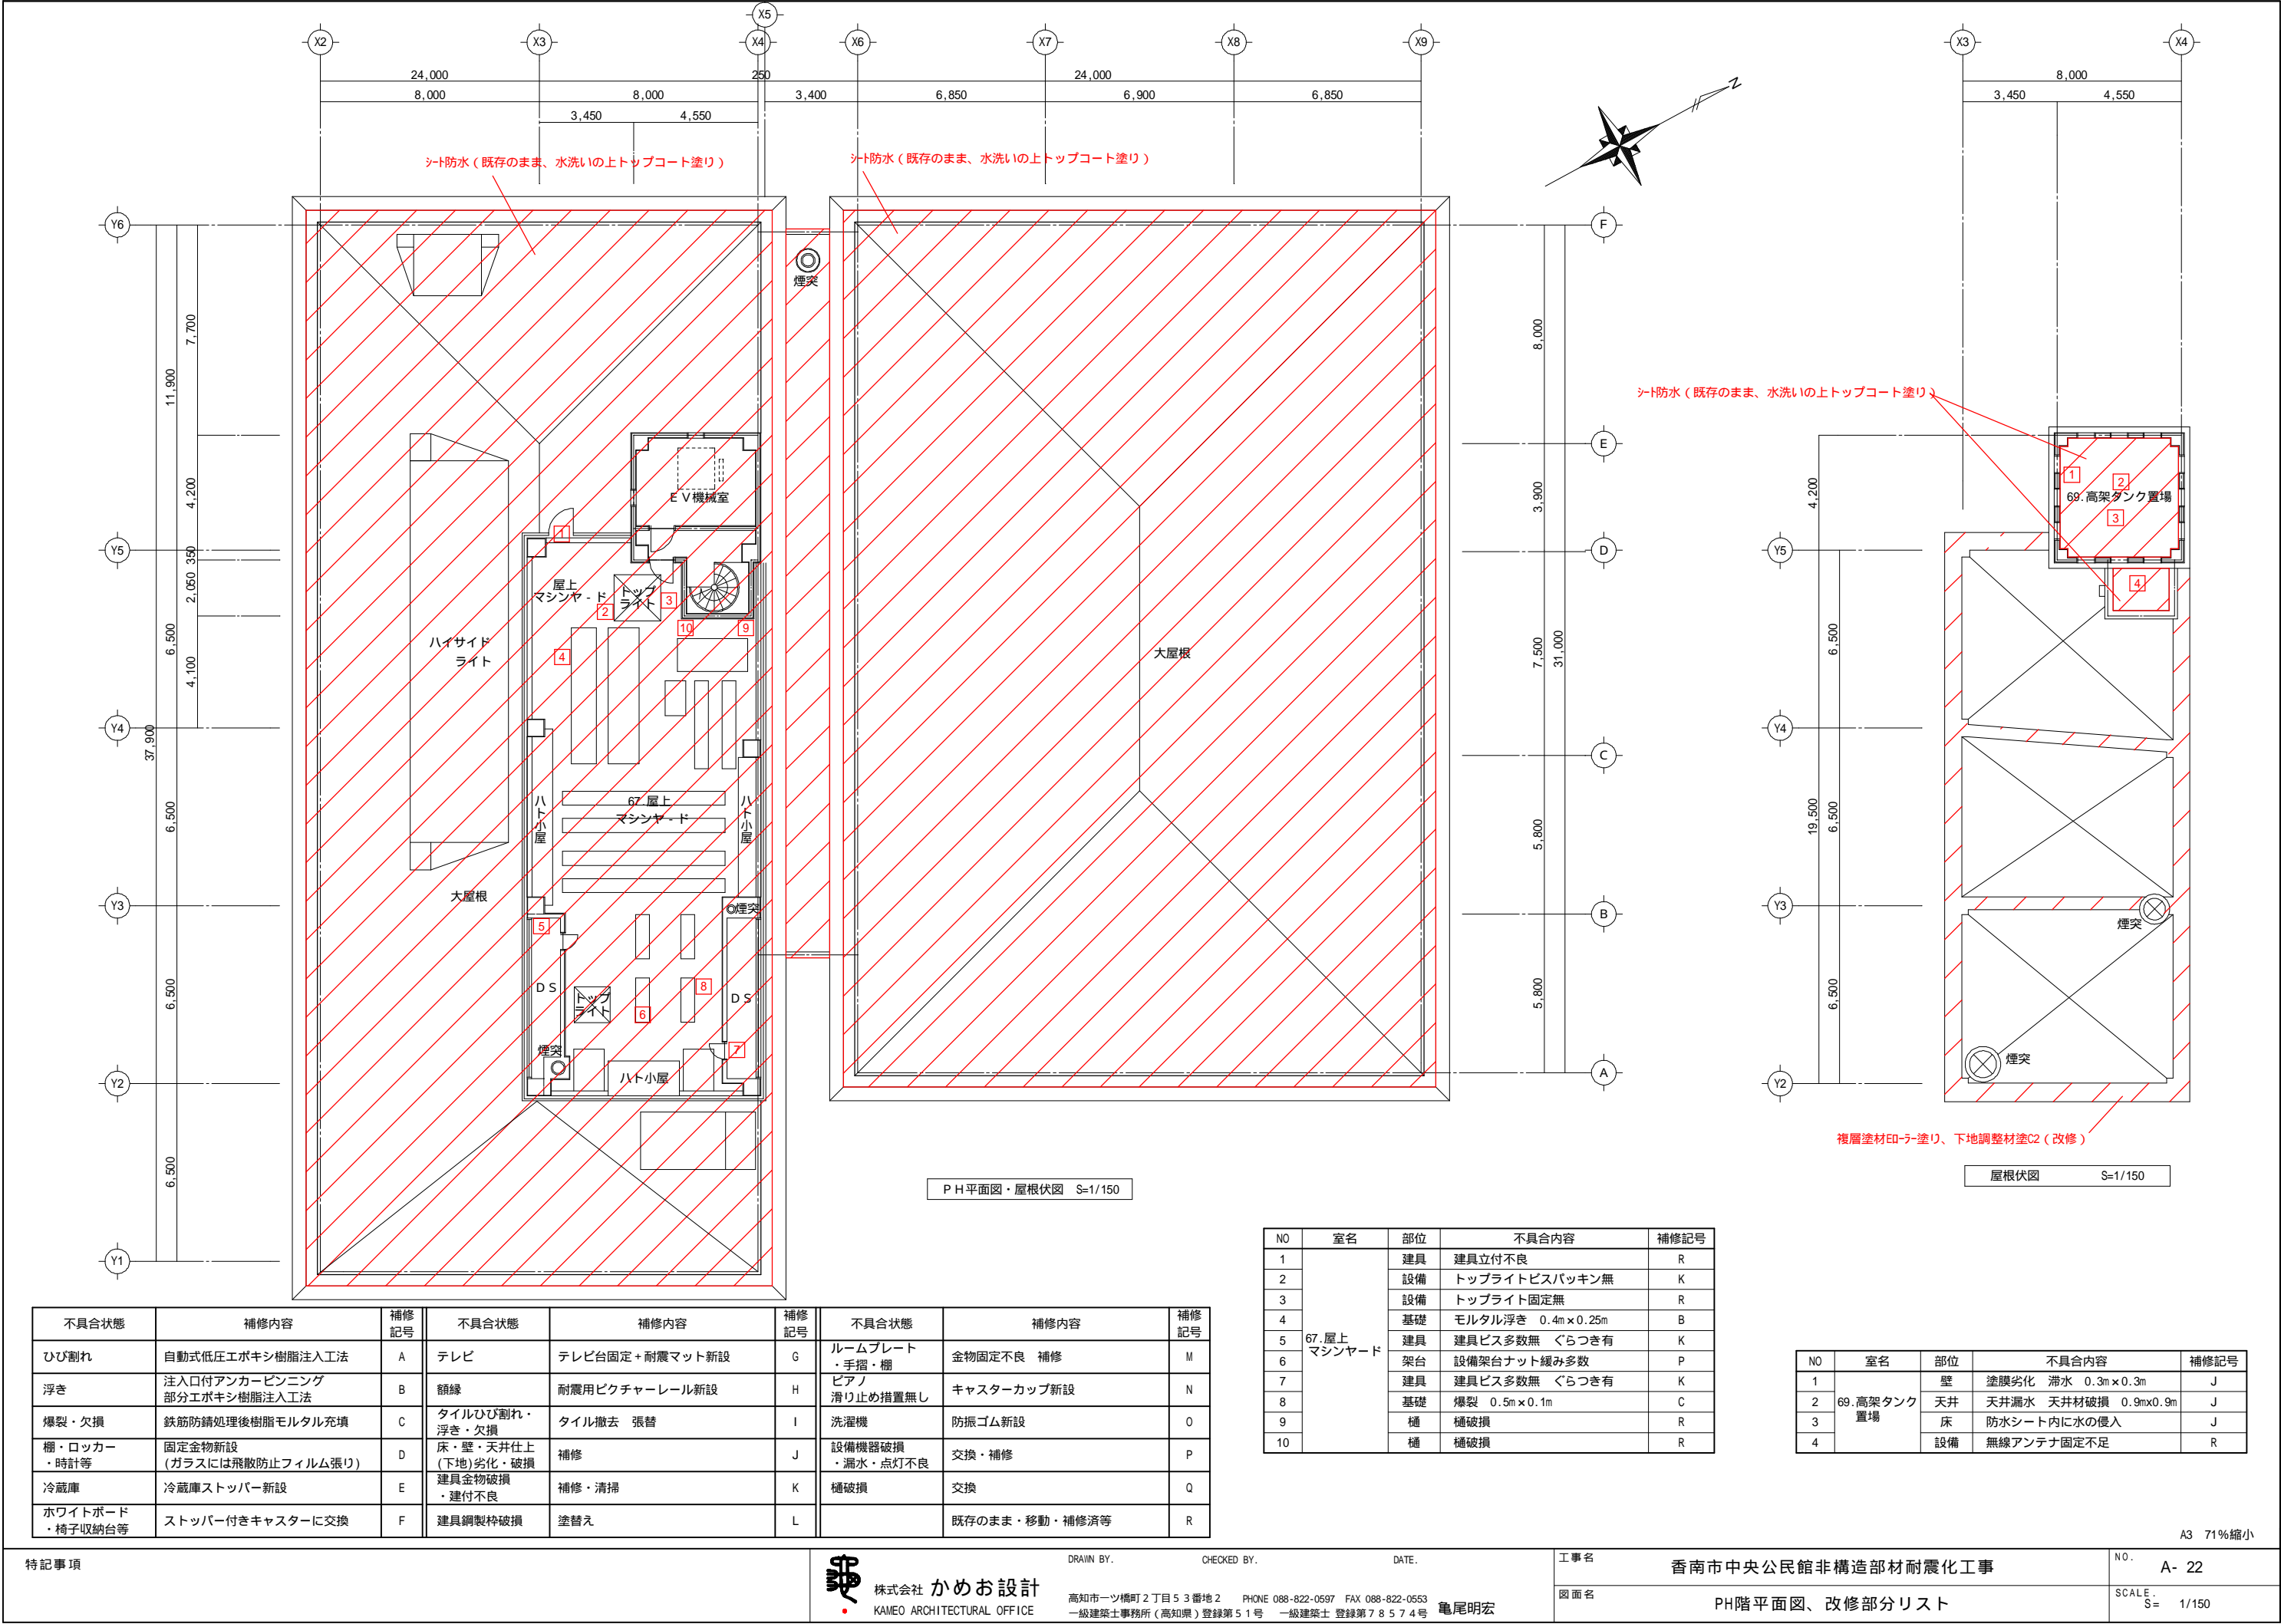 X5
X2
X3
X4
X6
X7
X8
X9
X3
X4
24,000
250
24,000
8,000
8,000
8,000
3,400
6,850
6,900
6,850
3,450
4,550
3,450
4,550
N
シート防水（既存のまま、水洗いの上トップコート塗り）
シート防水（既存のまま、水洗いの上トップコート塗り）
シート防水（既存のまま、水洗いの上トップコート塗り）
Y6
Y5
Y4
Y3
Y2
Y1
7,700
11,900
4,200
350
2,050
6,500
4,100
37,900
6,500
6,500
6,500
煙突
ＥＶ機械室
1
屋上
マシンヤ-ド
トップ
ライト
2
3
10
9
4
ハイサイド
ライト
ハト小屋
67.屋上
マシンヤ-ド
ハト小屋
大屋根
煙突
5
ＤＳ
トップ
ライト
6
8
ＤＳ
7
煙突
ハト小屋
大屋根
F
E
D
C
B
A
8,000
3,900
7,500
31,000
5,800
5,800
4,200
19,500
6,500
6,500
6,500
Y5
Y4
Y3
Y2
1
2
69.高架タンク置場
3
4
煙突
煙突
複層塗材Eローラー塗り、下地調整材塗C2（改修）
ＰＨ平面図・屋根伏図 S=1/150
屋根伏図 S=1/150
不具合状態 補修内容 補修記号 不具合状態 補修内容 補修記号 不具合状態 補修内容 補修記号
ひび割れ 自動式低圧エポキシ樹脂注入工法 A テレビ テレビ台固定+耐震マット新設 G ルームプレート・手摺・棚 金物固定不良　補修 M
浮き 注入口付アンカーピンニング部分エポキシ樹脂注入工法 B 額縁 耐震用ピクチャーレール新設 H ピアノ滑り止め措置無し キャスターカップ新設 N
爆裂・欠損 鉄筋防錆処理後樹脂モルタル充填 C タイルひび割れ・浮き・欠損 タイル撤去　張替 I 洗濯機 防振ゴム新設 O
棚・ロッカー・時計等 固定金物新設(ガラスには飛散防止フィルム張り) D 床・壁・天井仕上(下地)劣化・破損 補修 J 設備機器破損・漏水・点灯不良 交換・補修 P
冷蔵庫 冷蔵庫ストッパー新設 E 建具金物破損・建付不良 補修・清掃 K 樋破損 交換 Q
ホワイトボード・椅子収納台等 ストッパー付きキャスターに交換 F 建具鋼製枠破損 塗替え L 既存のまま・移動・補修済等 R
NO 室名 部位 不具合内容 補修記号
1 建具 建具立付不良 R
2 設備 トップライトビスパッキン無 K
3 設備 トップライト固定無 R
4 基礎 モルタル浮き 0.4m×0.25m B
5 67.屋上マシンヤード 建具 建具ビス多数無　ぐらつき有 K
6 架台 設備架台ナット緩み多数 P
7 建具 建具ビス多数無　ぐらつき有 K
8 基礎 爆裂 0.5m×0.1m C
9 樋 樋破損 R
10 樋 樋破損 R
NO 室名 部位 不具合内容 補修記号
1 壁 塗膜劣化　滞水 0.3m×0.3m J
2 69.高架タンク置場 天井 天井漏水　天井材破損 0.9mx0.9m J
3 床 防水シート内に水の侵入 J
4 設備 無線アンテナ固定不足 R
A3 71%縮小
特記事項
株式会社 かめお設計
KAMEO ARCHITECTURAL OFFICE
DRAWN BY. CHECKED BY. DATE.
高知市一ツ橋町２丁目５３番地２ PHONE 088-822-0597 FAX 088-822-0553
一級建築士事務所（高知県）登録第５１号 一級建築士 登録第７８５７４号 亀尾明宏
工事名 香南市中央公民館非構造部材耐震化工事
図面名 PH階平面図、改修部分リスト
NO. A- 22
SCALE. S= 1/150